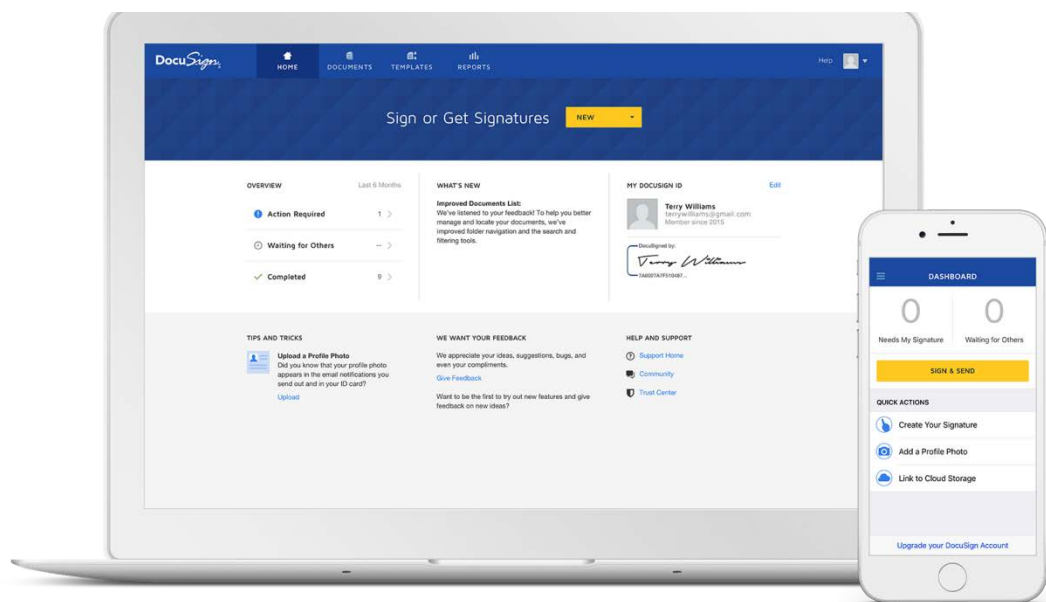 DocuSign
HOME
DOCUMENTS
TEMPLATES
REPORTS
Help
Sign or Get Signatures
NEW
OVERVIEW
Last 6 Months
Action Required
1
Waiting for Others
--
Completed
9
WHAT'S NEW
Improved Documents List:
We've listened to your feedback! To help you better
manage and locate your documents, we've
improved folder navigation and the search and
filtering tools.
MY DOCUSIGN ID
Edit
Terry Williams
terrywilliams@gmail.com
Member since 2015
DocuSigned by:
Terry Williams
TIPS AND TRICKS
Upload a Profile Photo
Did you know that your profile photo
appears in the email notifications you
send out and in your ID card?
Upload
WE WANT YOUR FEEDBACK
We appreciate your ideas, suggestions, bugs, and
even your compliments.
Give Feedback
Want to be the first to try out new features and give
feedback on new ideas?
HELP AND SUPPORT
Support Home
Community
Trust Center
DASHBOARD
0
Needs My Signature
0
Waiting for Others
SIGN & SEND
QUICK ACTIONS
Create Your Signature
Add a Profile Photo
Link to Cloud Storage
Upgrade your DocuSign Account